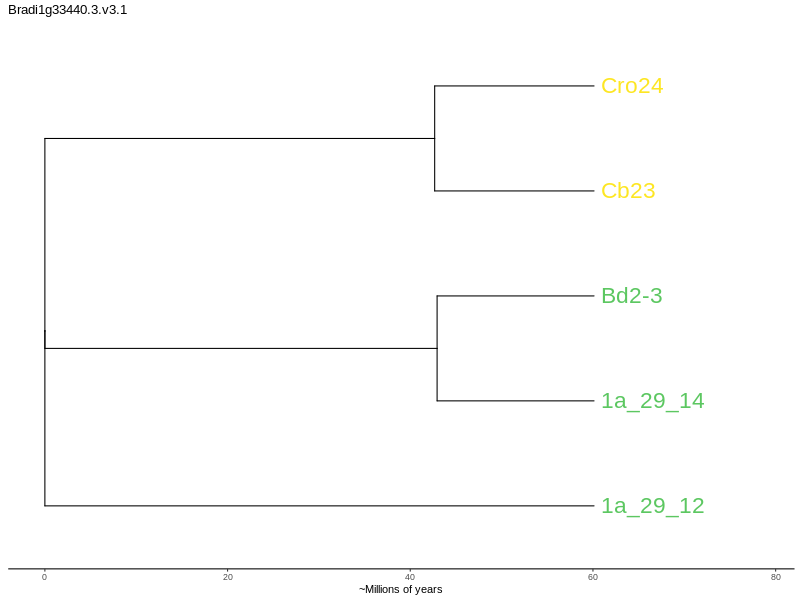 Bradi1g33440.3.v3.1
Cro24
Cb23
Bd2-3
1a_29_14
1a_29_12
0 20 40 60 80
~Millions of years